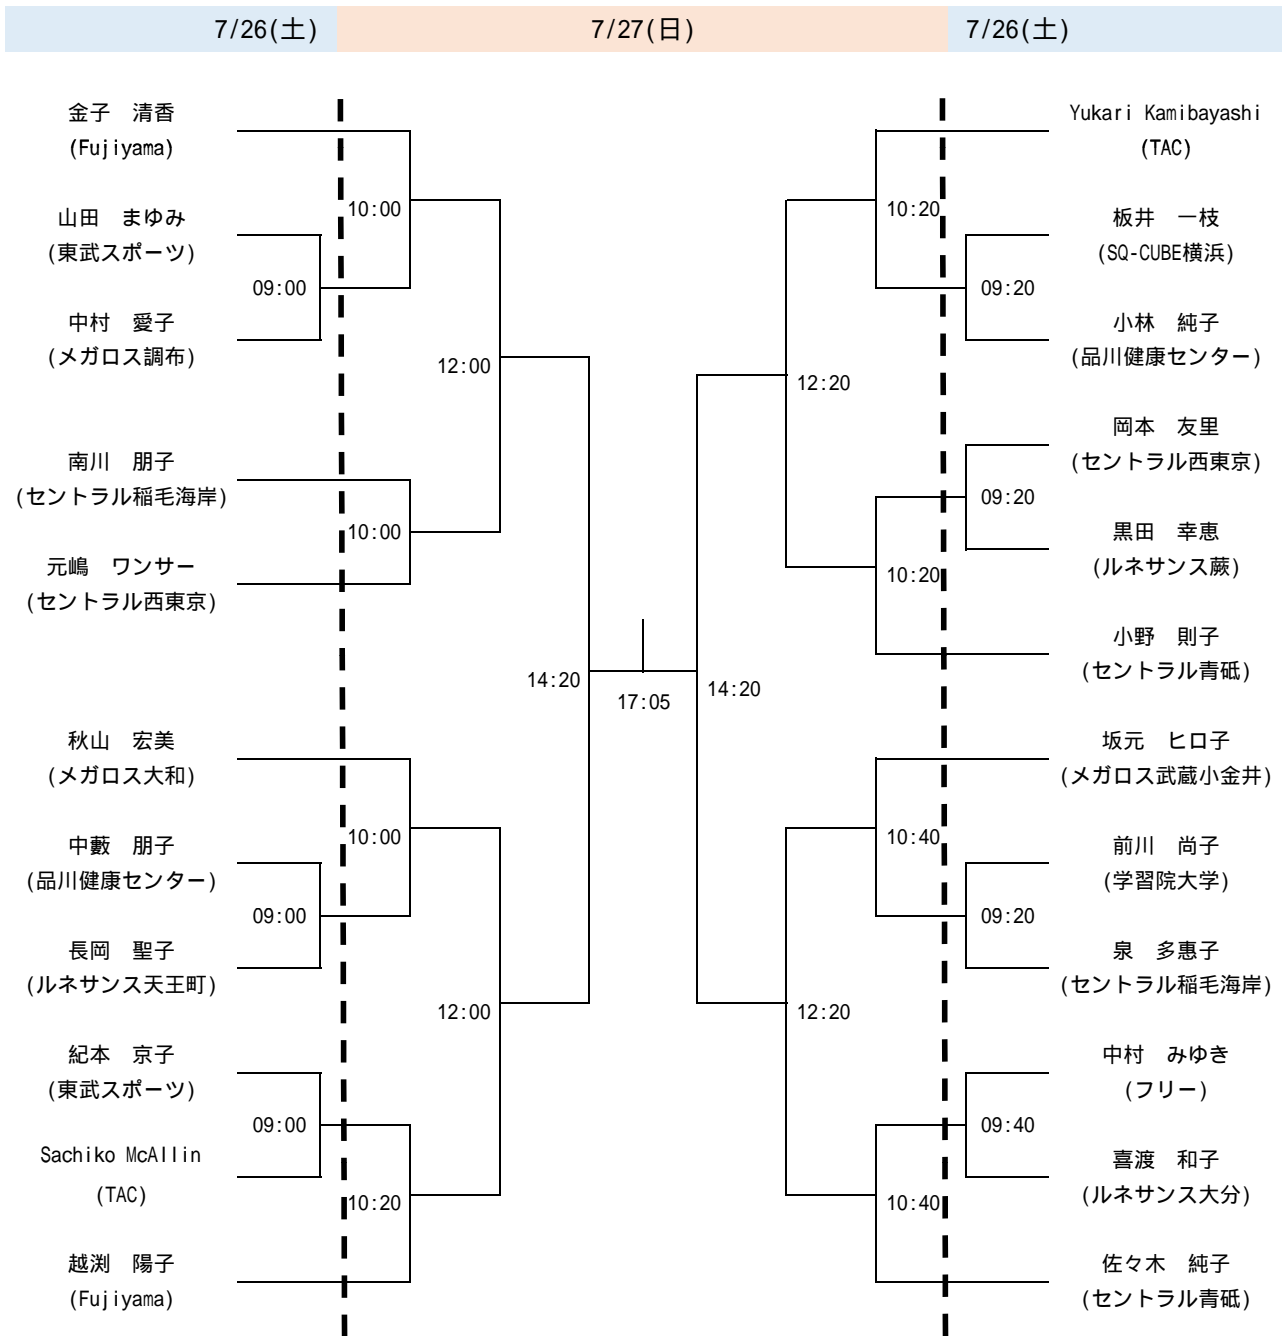 7/26(土)
7/27(日)
7/26(土)
金子　清香
(Fujiyama)
山田　まゆみ
(東武スポーツ)
09:00
中村　愛子
(メガロス調布)
10:00
12:00
南川　朋子
(セントラル稲毛海岸)
10:00
元嶋　ワンサー
(セントラル西東京)
14:20
秋山　宏美
(メガロス大和)
10:00
中藪　朋子
(品川健康センター)
09:00
長岡　聖子
(ルネサンス天王町)
12:00
紀本　京子
(東武スポーツ)
09:00
Sachiko McAllin
(TAC)
10:20
越渕　陽子
(Fujiyama)
17:05
Yukari Kamibayashi
(TAC)
10:20
板井　一枝
(SQ-CUBE横浜)
09:20
小林　純子
(品川健康センター)
12:20
岡本　友里
(セントラル西東京)
09:20
黒田　幸恵
(ルネサンス蕨)
10:20
小野　則子
(セントラル青砥)
14:20
坂元　ヒロ子
(メガロス武蔵小金井)
10:40
前川　尚子
(学習院大学)
09:20
泉　多惠子
(セントラル稲毛海岸)
12:20
中村　みゆき
(フリー)
09:40
喜渡　和子
(ルネサンス大分)
10:40
佐々木　純子
(セントラル青砥)